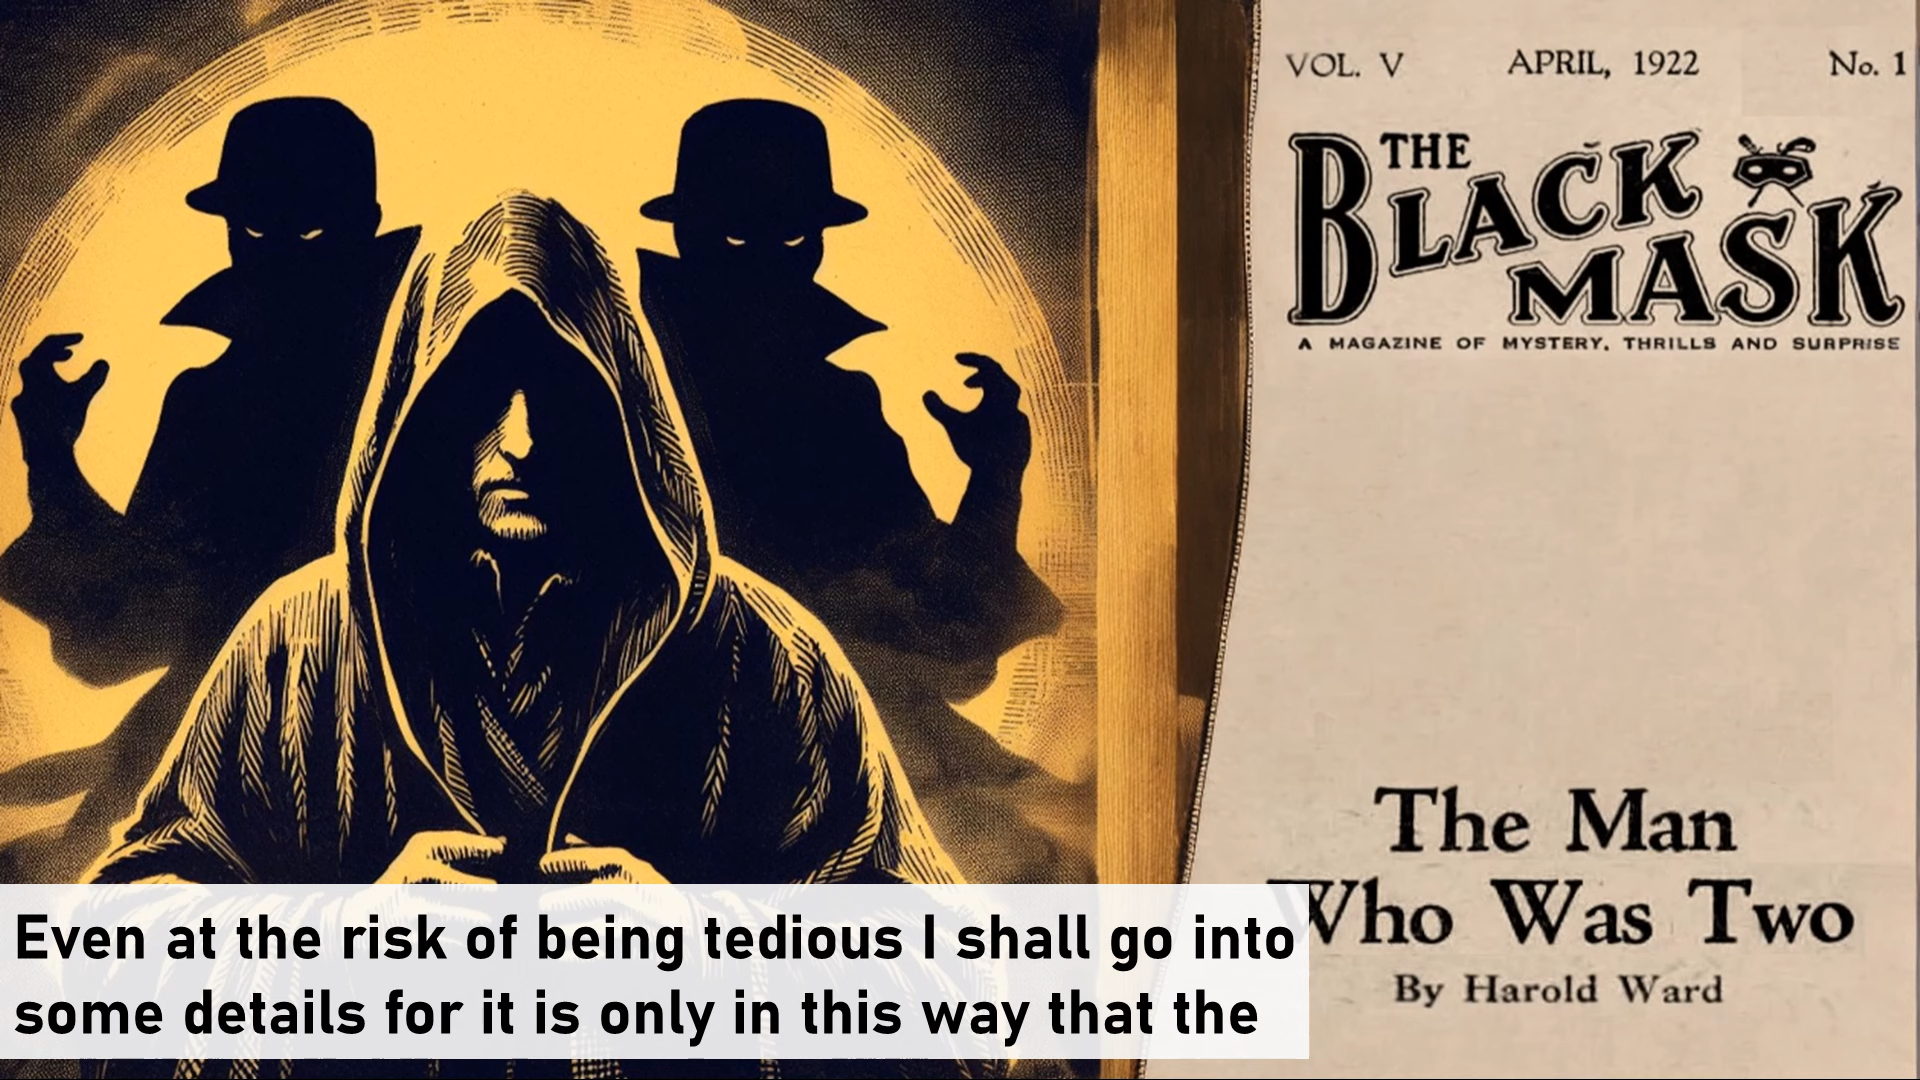 VOL. V APRIL, 1922 No. 1
THE
BLACK
MASK
A MAGAZINE OF MYSTERY, THRILLS AND SURPRISE
The Man
Who Was Two
By Harold Ward
Even at the risk of being tedious I shall go into
some details for it is only in this way that the